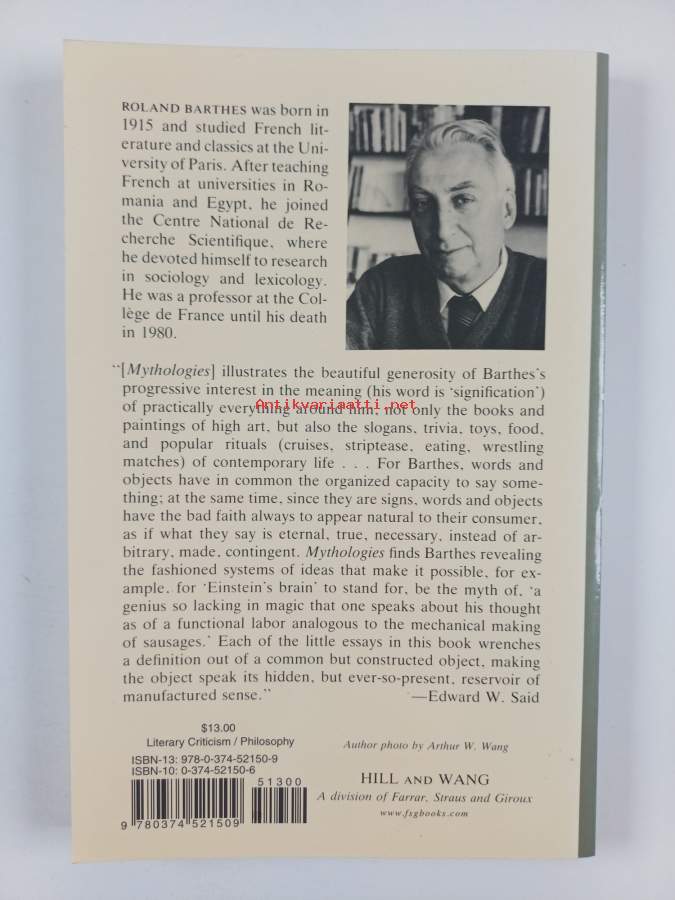 ROLAND BARTHES was born in
1915 and studied French lit-
erature and classics at the Uni-
versity of Paris. After teaching
French at universities in Ro-
mania and Egypt, he joined
the Centre National de Re-
cherche Scientifique, where
he devoted himself to research
in sociology and lexicology.
He was a professor at the Col-
lège de France until his death
in 1980.
“[Mythologies] illustrates the beautiful generosity of Barthes's
progressive interest in the meaning (his word is ‘signification’)
of practically everything around him, not only the books and
Antikvariaatti.net
paintings of high art, but also the slogans, trivia, toys, food,
and popular rituals (cruises, striptease, eating, wrestling
matches) of contemporary life . . . For Barthes, words and
objects have in common the organized capacity to say some-
thing; at the same time, since they are signs, words and objects
have the bad faith always to appear natural to their consumer,
as if what they say is eternal, true, necessary, instead of ar-
bitrary, made, contingent. Mythologies finds Barthes revealing
the fashioned systems of ideas that make it possible, for ex-
ample, for ‘Einstein's brain’ to stand for, be the myth of, ‘a
genius so lacking in magic that one speaks about his thought
as of a functional labor analogous to the mechanical making
of sausages.’ Each of the little essays in this book wrenches
a definition out of a common but constructed object, making
the object speak its hidden, but ever-so-present, reservoir of
manufactured sense.” —Edward W. Said
$13.00
Literary Criticism / Philosophy
ISBN-13: 978-0-374-52150-9
ISBN-10: 0-374-52150-6
51300
9 780374 521509
Author photo by Arthur W. Wang
HILL AND WANG
A division of Farrar, Straus and Giroux
www.fsgbooks.com